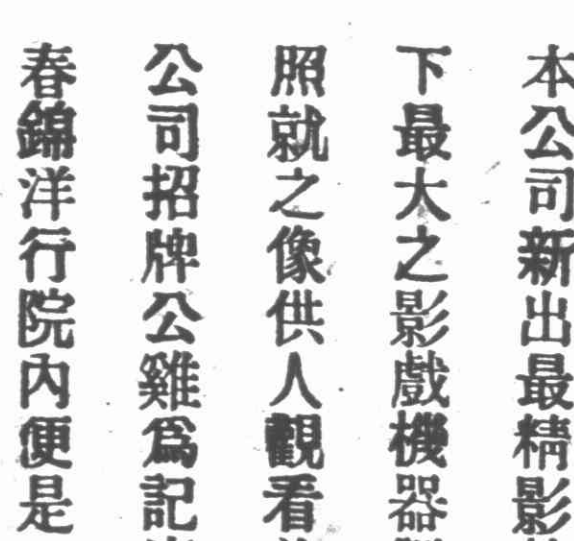 本公司新出最精影
下最大之影戲機器
照就之像供人觀看
公司招牌公雞爲記
春錦洋行院內便是